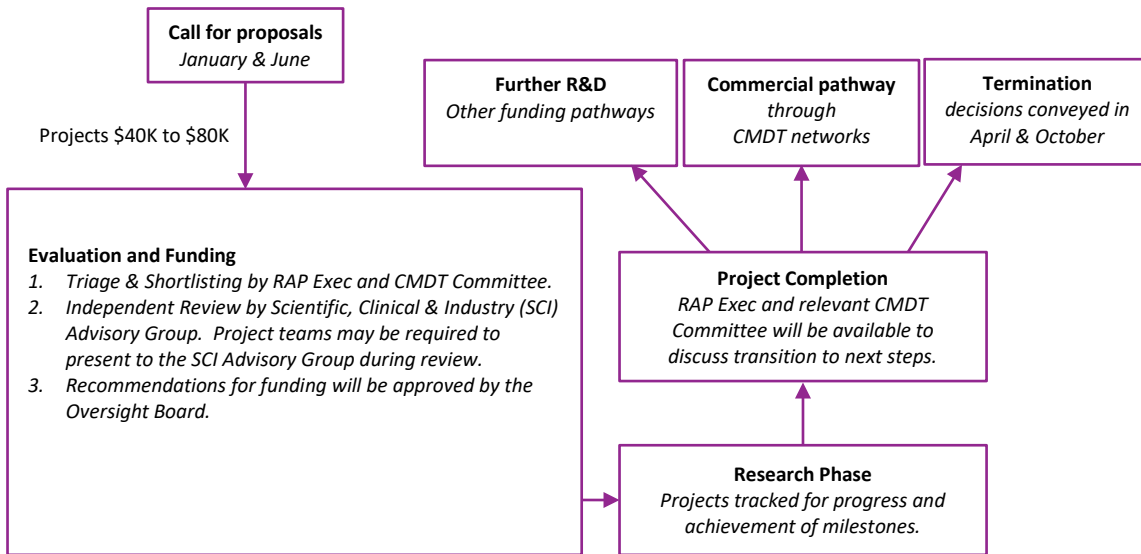 Call for proposals
January & June
Projects $40K to $80K
Evaluation and Funding
1. Triage & Shortlisting by RAP Exec and CMDT Committee.
2. Independent Review by Scientific, Clinical & Industry (SCI)
Advisory Group. Project teams may be required to
present to the SCI Advisory Group during review.
3. Recommendations for funding will be approved by the
Oversight Board.
Research Phase
Projects tracked for progress and
achievement of milestones.
Project Completion
RAP Exec and relevant CMDT
Committee will be available to
discuss transition to next steps.
Further R&D
Other funding pathways
Commercial pathway
through
CMDT networks
Termination
decisions conveyed in
April & October